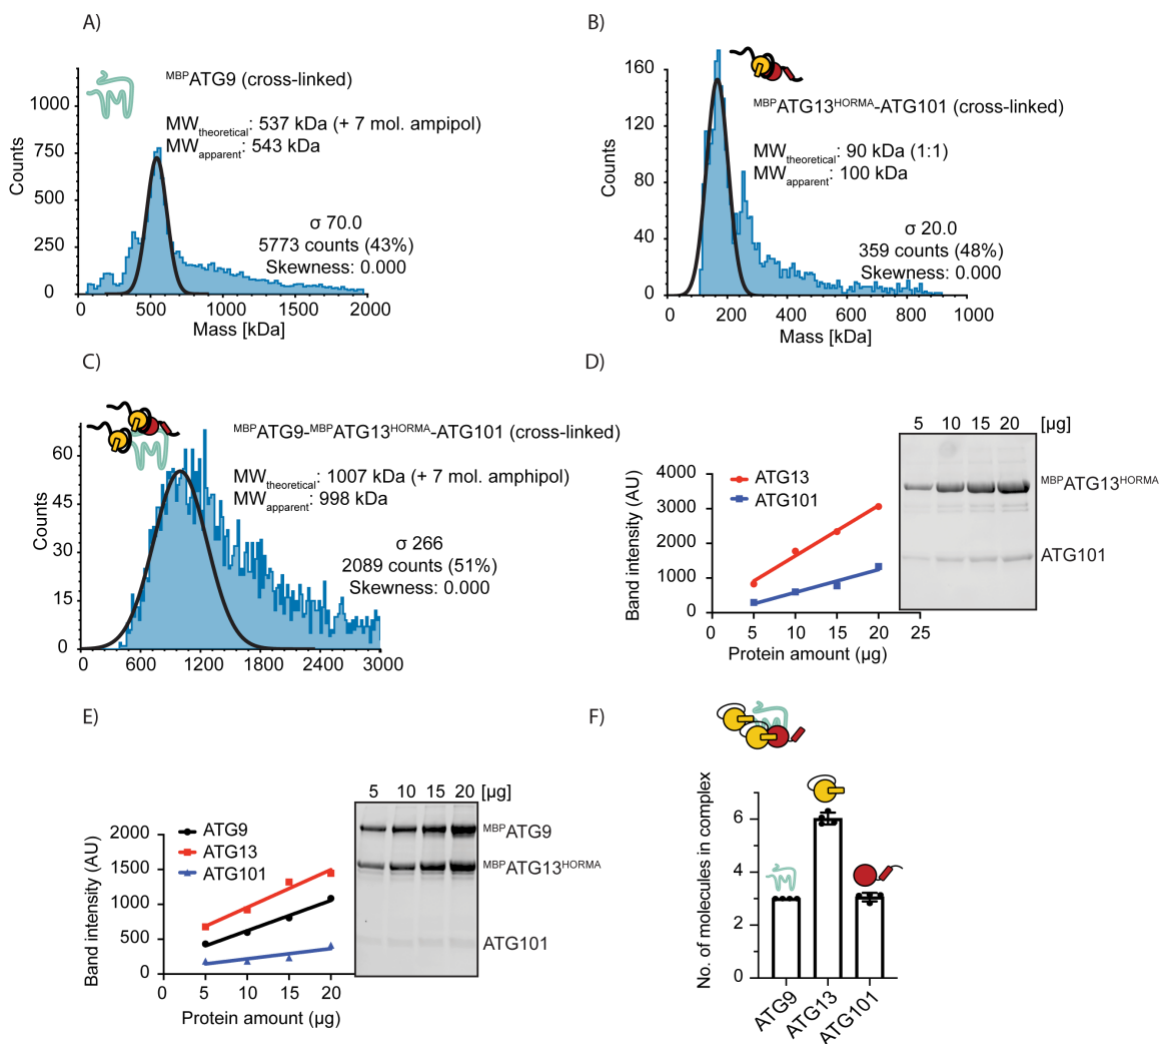 A)
MBPATG9 (cross-linked)
MWtheoretical: 537 kDa (+ 7 mol. ampipol)
MWapparent: 543 kDa
σ 70.0
5773 counts (43%)
Skewness: 0.000
Counts
1000
750
500
250
0
0 500 1000 1500 2000
Mass [kDa]
B)
MBPATG13HORMA-ATG101 (cross-linked)
MWtheoretical: 90 kDa (1:1)
MWapparent: 100 kDa
σ 20.0
359 counts (48%)
Skewness: 0.000
Counts
160
120
80
40
0
0 200 400 600 800 1000
Mass [kDa]
C)
MBPATG9-MBPATG13HORMA-ATG101 (cross-linked)
MWtheoretical: 1007 kDa (+ 7 mol. amphipol)
MWapparent: 998 kDa
σ 266
2089 counts (51%)
Skewness: 0.000
Counts
60
45
30
15
0
0 600 1200 1800 2400 3000
Mass [kDa]
D)
5 10 15 20 [µg]
MBPATG13HORMA
ATG101
ATG13
ATG101
Band intensity (AU)
4000
3000
2000
1000
0
0 5 10 15 20 25
Protein amount (µg)
E)
5 10 15 20 [µg]
MBPATG9
MBPATG13HORMA
ATG101
ATG9
ATG13
ATG101
Band intensity (AU)
2000
1500
1000
500
0
0 5 10 15 20
Protein amount (µg)
F)
No. of molecules in complex
6
4
2
0
ATG9
ATG13
ATG101